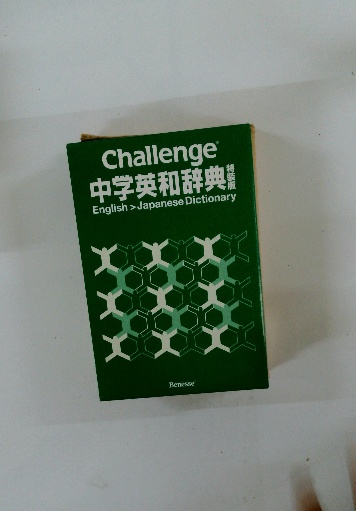 Challenge®
中学英和辞典 特装版
English > Japanese Dictionary
Benesse